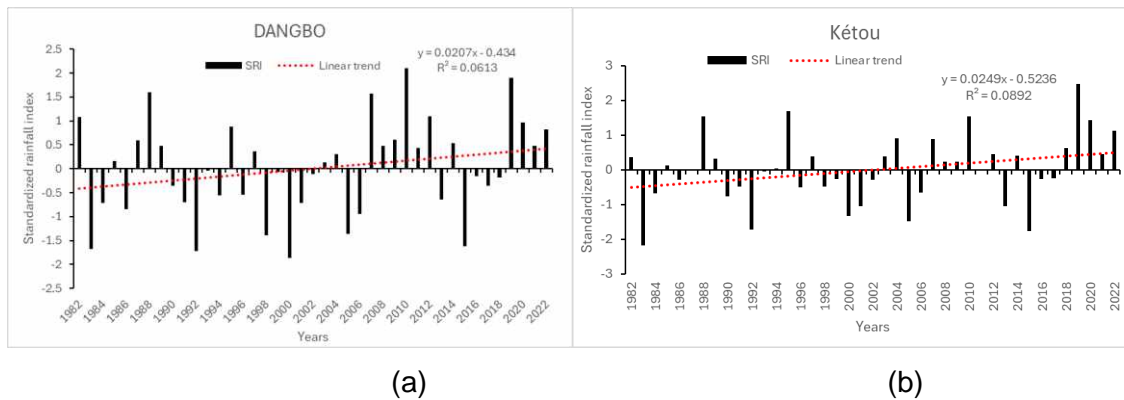 DANGBO
y = 0.0207x - 0.434
R² = 0.0613
SRI
Linear trend
Standardized rainfall index
2.5
2
1.5
1
0.5
0
-0.5
-1
-1.5
-2
-2.5
1982 1984 1986 1988 1990 1992 1994 1996 1998 2000 2002 2004 2006 2008 2010 2012 2014 2016 2018 2020 2022
Years
(a)
Kétou
y = 0.0249x - 0.5236
R² = 0.0892
SRI
Linear trend
Standardized rainfall index
3
2
1
0
-1
-2
-3
1982 1984 1986 1988 1990 1992 1994 1996 1998 2000 2002 2004 2006 2008 2010 2012 2014 2016 2018 2020 2022
Years
(b)